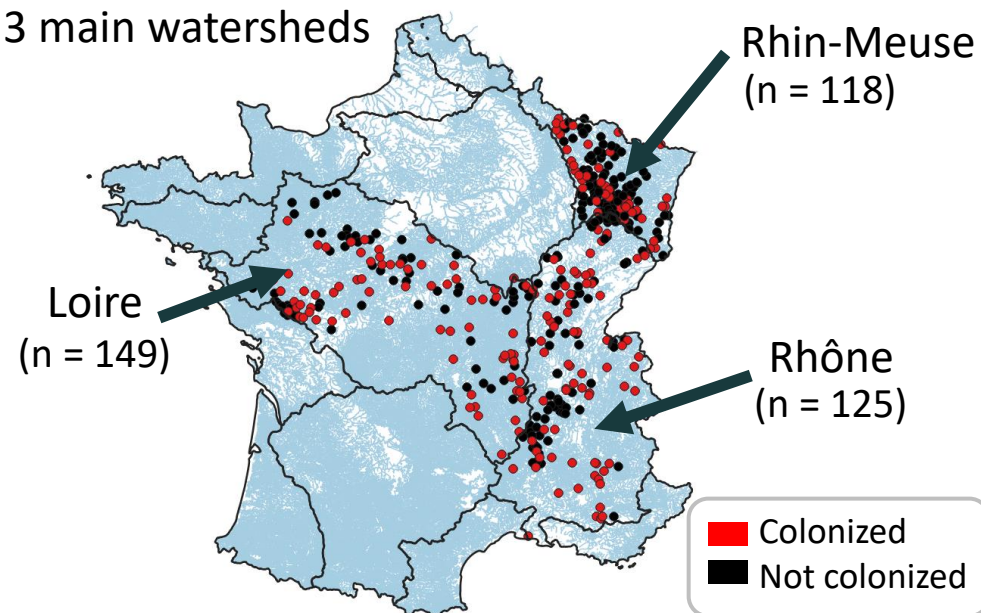 3 main watersheds
Rhin-Meuse
(n = 118)
Loire
(n = 149)
Rhône
(n = 125)
Colonized
Not colonized